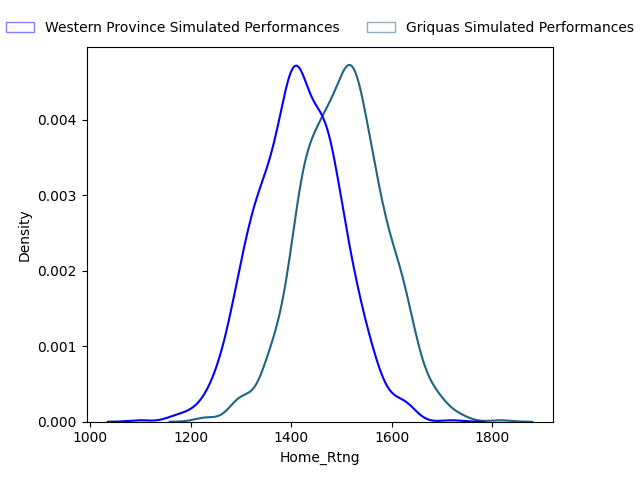 Western Province Simulated Performances
Griquas Simulated Performances
0.004
0.003
0.002
0.001
0.000
Density
1000
1200
1400
1600
1800
Home_Rtng